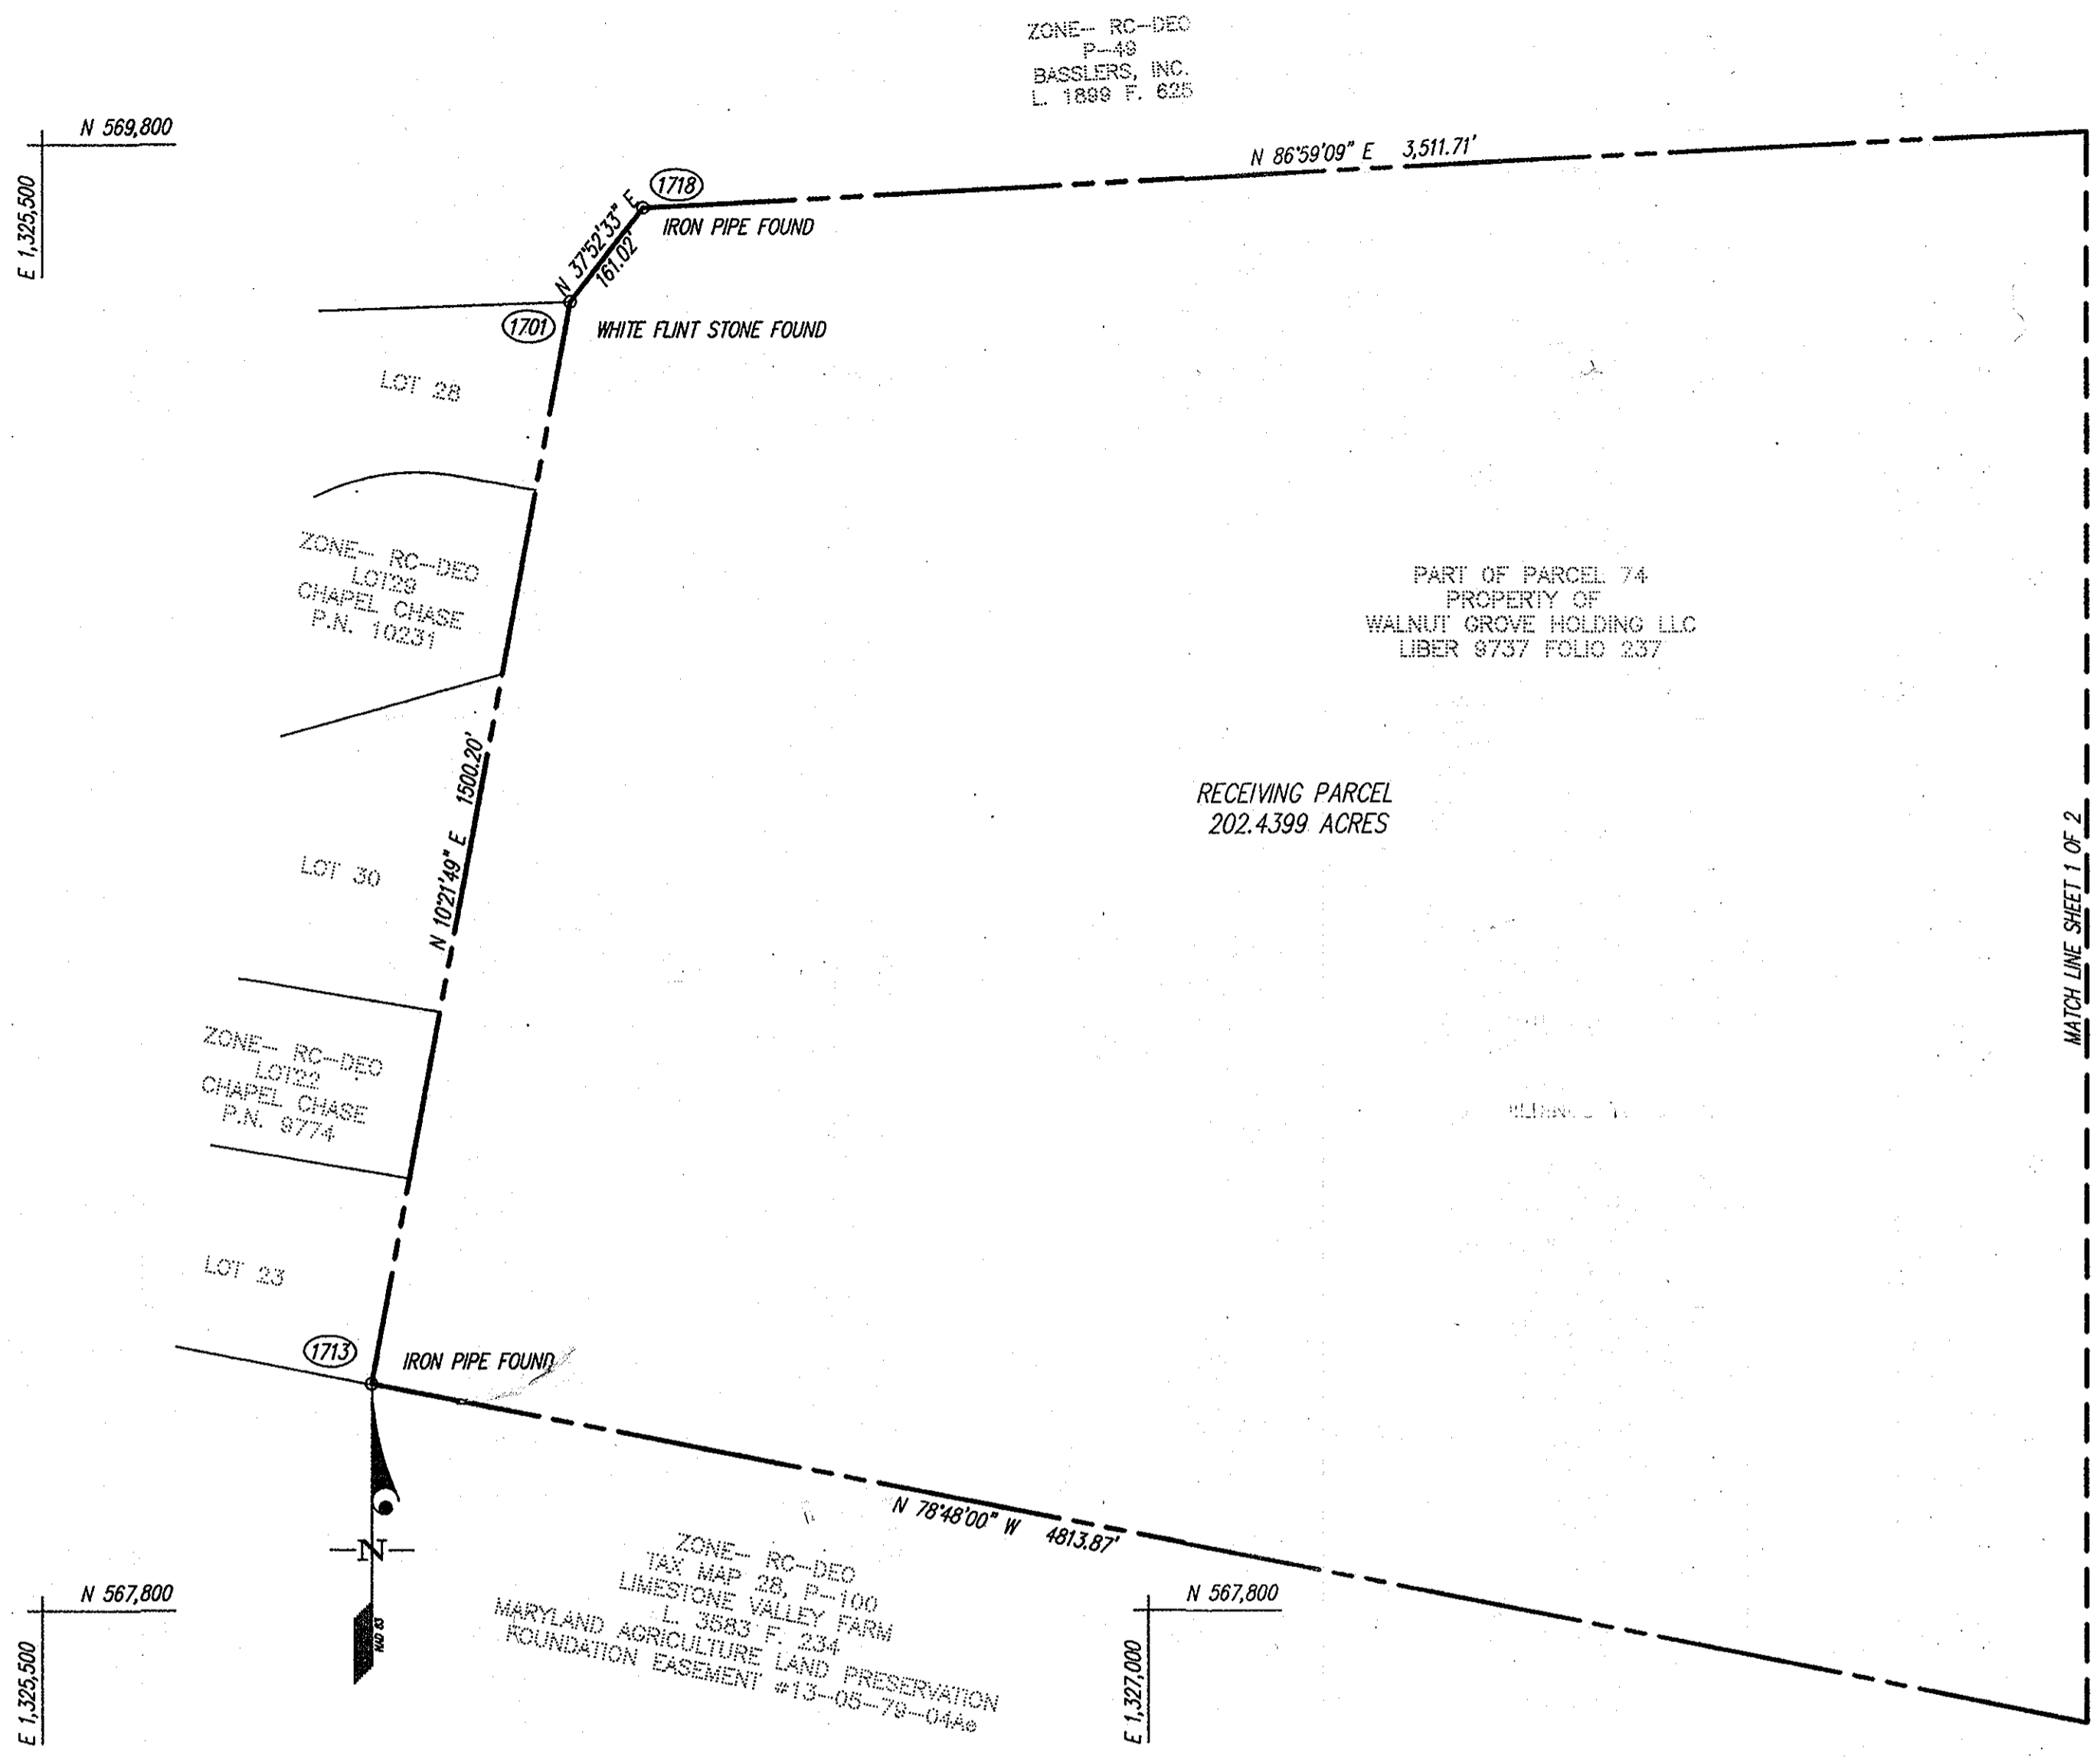 ZONE-- RC--DEO
P--49
BASSLERS, INC.
L. 1899 F. 625
N 569,800
E 1,325,500
N 86°59'09" E 3,511.71'
1718
IRON PIPE FOUND
N 37°52'33" E
161.02'
1701
WHITE FLINT STONE FOUND
LOT 28
ZONE-- RC--DEO
LOT29
CHAPEL CHASE
P.N. 10231
PART OF PARCEL 74
PROPERTY OF
WALNUT GROVE HOLDING LLC
LIBER 9737 FOLIO 237
N 10°21'49" E 1500.20'
RECEIVING PARCEL
202.4399 ACRES
LOT 30
MATCH LINE SHEET 1 OF 2
ZONE-- RC--DEO
LOT22
CHAPEL CHASE
P.N. 9774
LOT 23
1713
IRON PIPE FOUND
N 78°48'00" W 4813.87'
N
NAD 83
ZONE-- RC--DEO
TAX MAP 28, P--100
LIMESTONE VALLEY FARM
L. 3583 F. 234
MARYLAND AGRICULTURE LAND PRESERVATION
FOUNDATION EASEMENT #13--05--79--04Ae
N 567,800
E 1,325,500
N 567,800
E 1,327,000